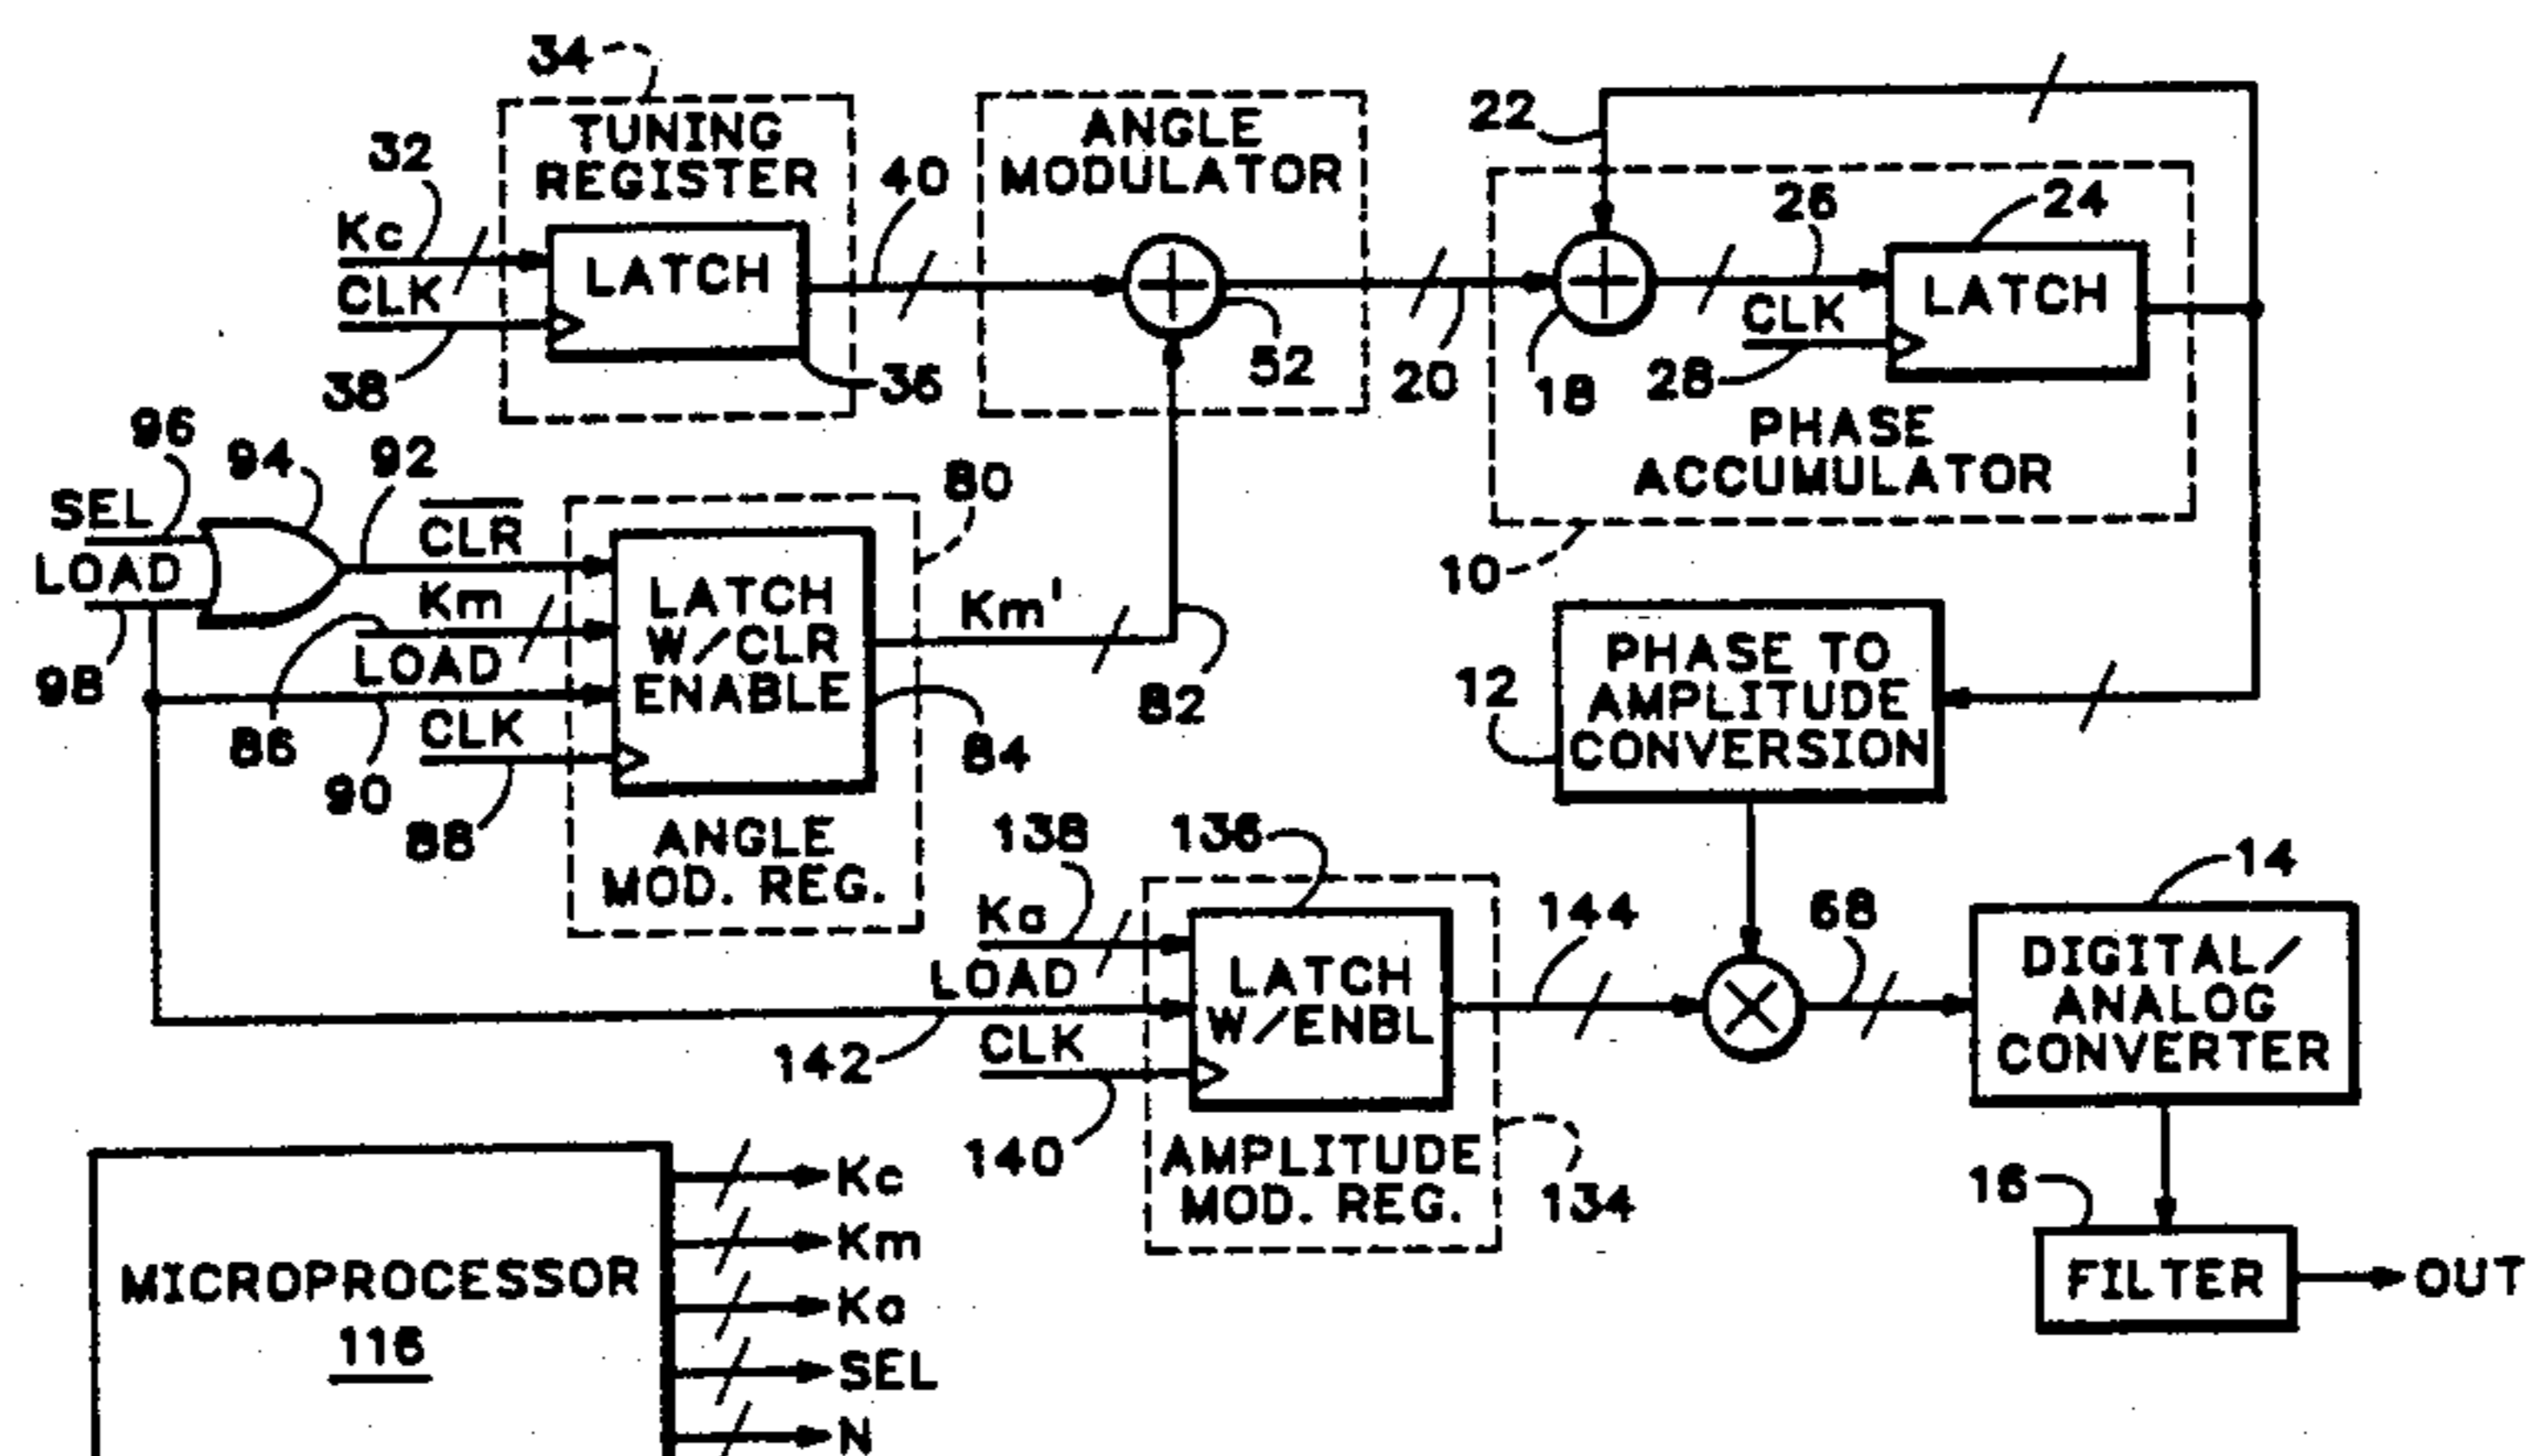 34
TUNING
REGISTER
32
Kc
CLK
38
LATCH
36
40
ANGLE
MODULATOR
52
20
22
18
26
24
CLK
28
LATCH
PHASE
ACCUMULATOR
10
96
94
92
SEL
LOAD
98
CLR
Km
LOAD
86
CLK
90
88
80
LATCH
W/CLR
ENABLE
84
ANGLE
MOD. REG.
Km'
82
12
PHASE TO
AMPLITUDE
CONVERSION
138
136
Ka
LOAD
CLK
142
140
LATCH
W/ENBL
AMPLITUDE
MOD. REG.
134
144
68
14
DIGITAL/
ANALOG
CONVERTER
16
FILTER
OUT
MICROPROCESSOR
116
Kc
Km
Ka
SEL
N